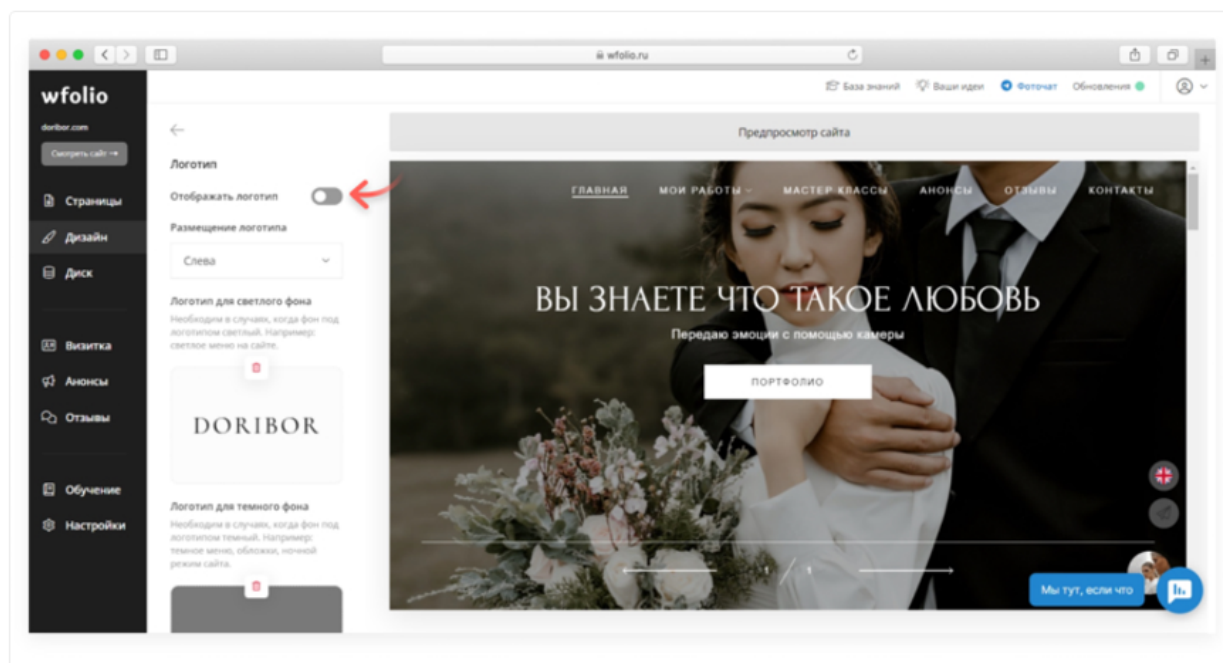 wfolio.ru
wfolio
База знаний
Ваши идеи
Фоточат
Обновления
doribor.com
Смотреть сайт →
Страницы
Дизайн
Диск
Визитка
Анонсы
Отзывы
Обучение
Настройки
Логотип
Отображать логотип
Размещение логотипа
Слева
Логотип для светлого фона
Необходим в случаях, когда фон под
логотипом светлый. Например:
светлое меню на сайте.
DORIBOR
Логотип для темного фона
Необходим в случаях, когда фон под
логотипом темный. Например:
темное меню, обложки, ночной
режим сайта.
Предпросмотр сайта
ГЛАВНАЯ
МОИ РАБОТЫ
МАСТЕР КЛАССЫ
АНОНСЫ
ОТЗЫВЫ
КОНТАКТЫ
ВЫ ЗНАЕТЕ ЧТО ТАКОЕ ЛЮБОВЬ
Передаю эмоции с помощью камеры
ПОРТФОЛИО
1 / 1
Мы тут, если что